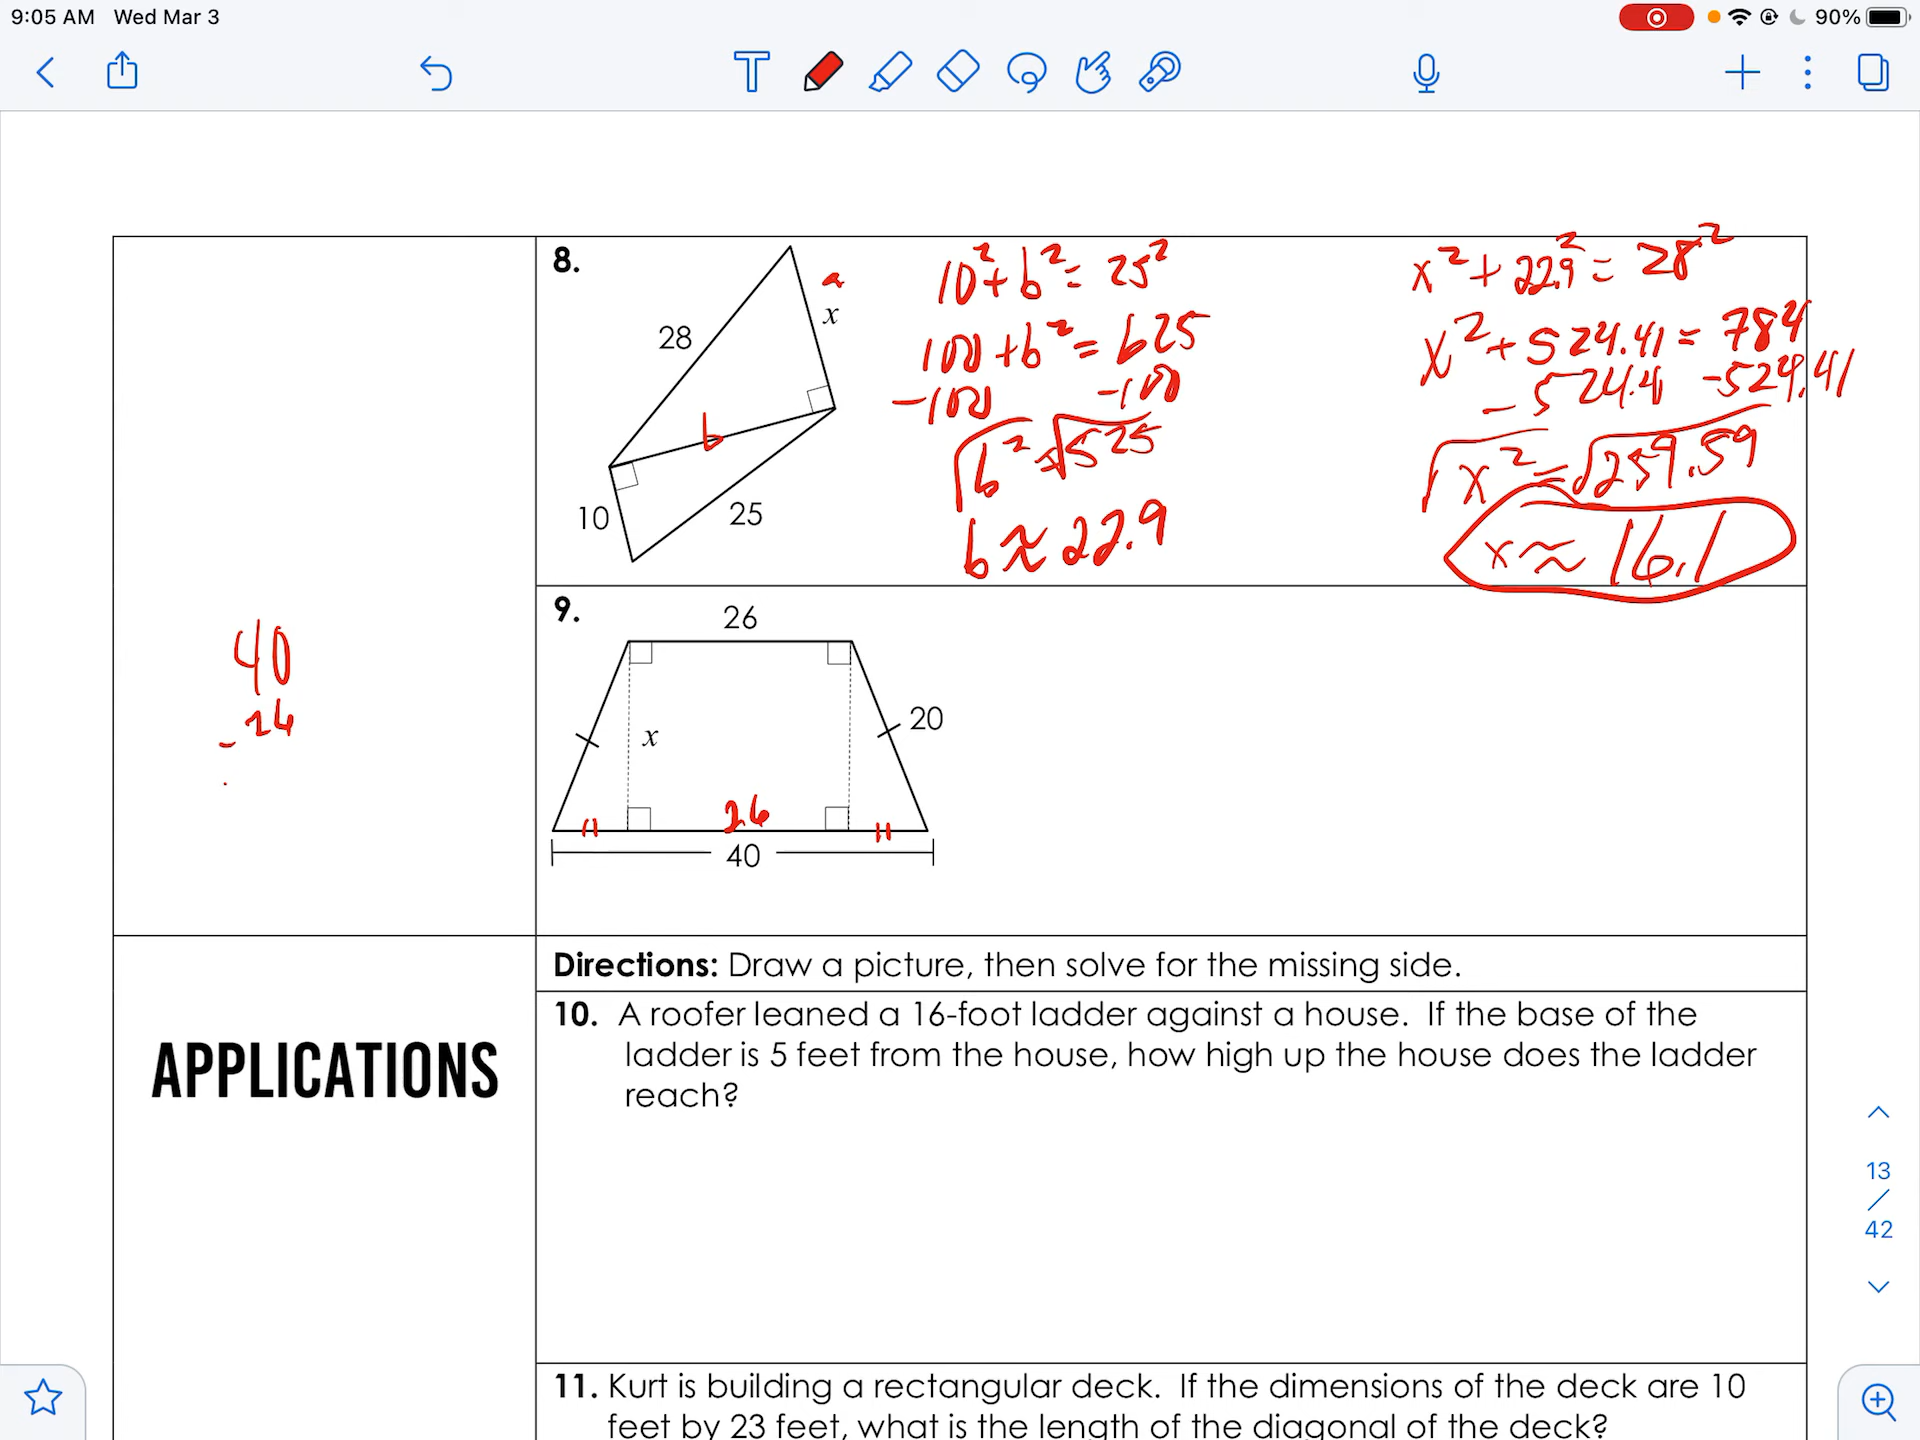 9:05 AM Wed Mar 3
90%
8.
28
a
x
b
10
25
10² + b² = 25²
100 + b² = 625
-100 -100
√b² = √525
b ≈ 22.9
x² + 22.9² = 28²
x² + 524.41 = 784
- 524.41 -524.41
√x² = √259.59
x ≈ 16.1
40
- 26
9.
26
x
20
26
40
Directions: Draw a picture, then solve for the missing side.
APPLICATIONS
10. A roofer leaned a 16-foot ladder against a house. If the base of the
ladder is 5 feet from the house, how high up the house does the ladder
reach?
11. Kurt is building a rectangular deck. If the dimensions of the deck are 10
feet by 23 feet, what is the length of the diagonal of the deck?
13
/
42